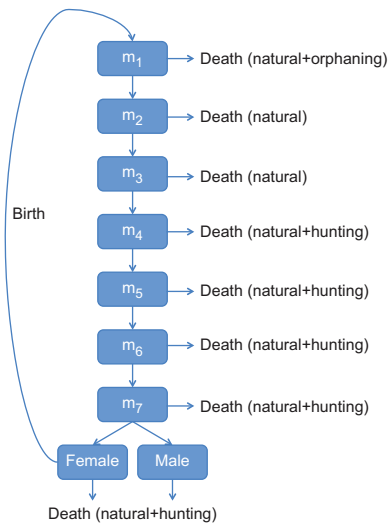 m1 Death (natural+orphaning)
m2 Death (natural)
m3 Death (natural)
Birth
m4 Death (natural+hunting)
m5 Death (natural+hunting)
m6 Death (natural+hunting)
m7 Death (natural+hunting)
Female Male
Death (natural+hunting)